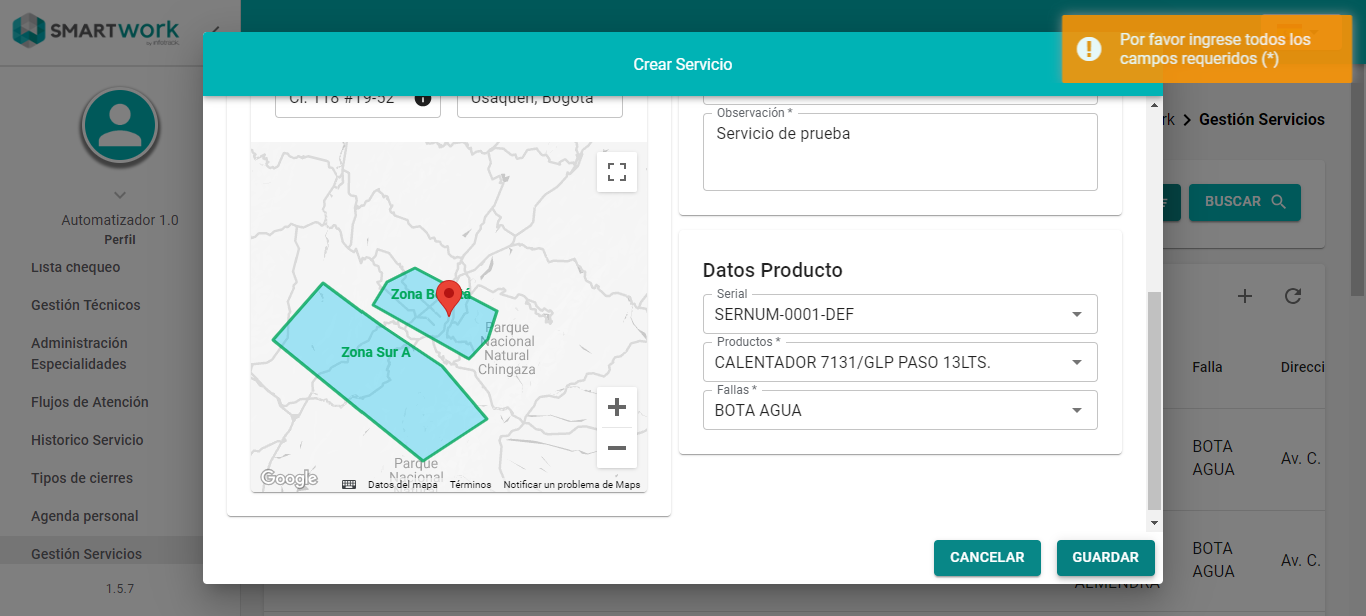 SMARTWORK
by Infotrack
Automatizador 1.0
Perfil
Lista chequeo
Gestión Técnicos
Administración
Especialidades
Flujos de Atención
Historico Servicio
Tipos de cierres
Agenda personal
Gestión Servicios
1.5.7
Crear Servicio
Por favor ingrese todos los
campos requeridos (*)
rk > Gestión Servicios
BUSCAR
Cl. 118 #19-52
Usaquén, Bogotá
Zona B
Zona Sur A
Parque
Nacional
Natural
Chingaza
Parque
Nacional
Google
Datos del mapa
Términos
Notificar un problema de Maps
Observación *
Servicio de prueba
Datos Producto
Serial
SERNUM-0001-DEF
Productos *
CALENTADOR 7131/GLP PASO 13LTS.
Fallas *
BOTA AGUA
CANCELAR
GUARDAR
Falla
Direcci
BOTA
AGUA
Av. C.
BOTA
AGUA
Av. C.
ALMENDRA